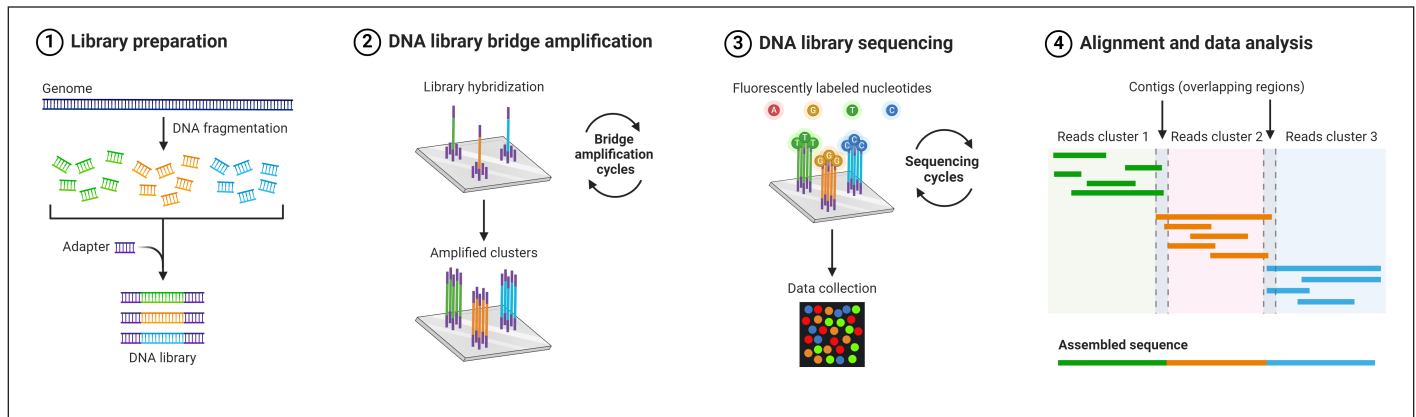 1 Library preparation
Genome
DNA fragmentation
Adapter
DNA library
2 DNA library bridge amplification
Library hybridization
Bridge
amplification
cycles
Amplified clusters
3 DNA library sequencing
Fluorescently labeled nucleotides
A G T C
T
T T
G
G G
C
C C
Sequencing
cycles
Data collection
4 Alignment and data analysis
Contigs (overlapping regions)
Reads cluster 1 Reads cluster 2 Reads cluster 3
Assembled sequence